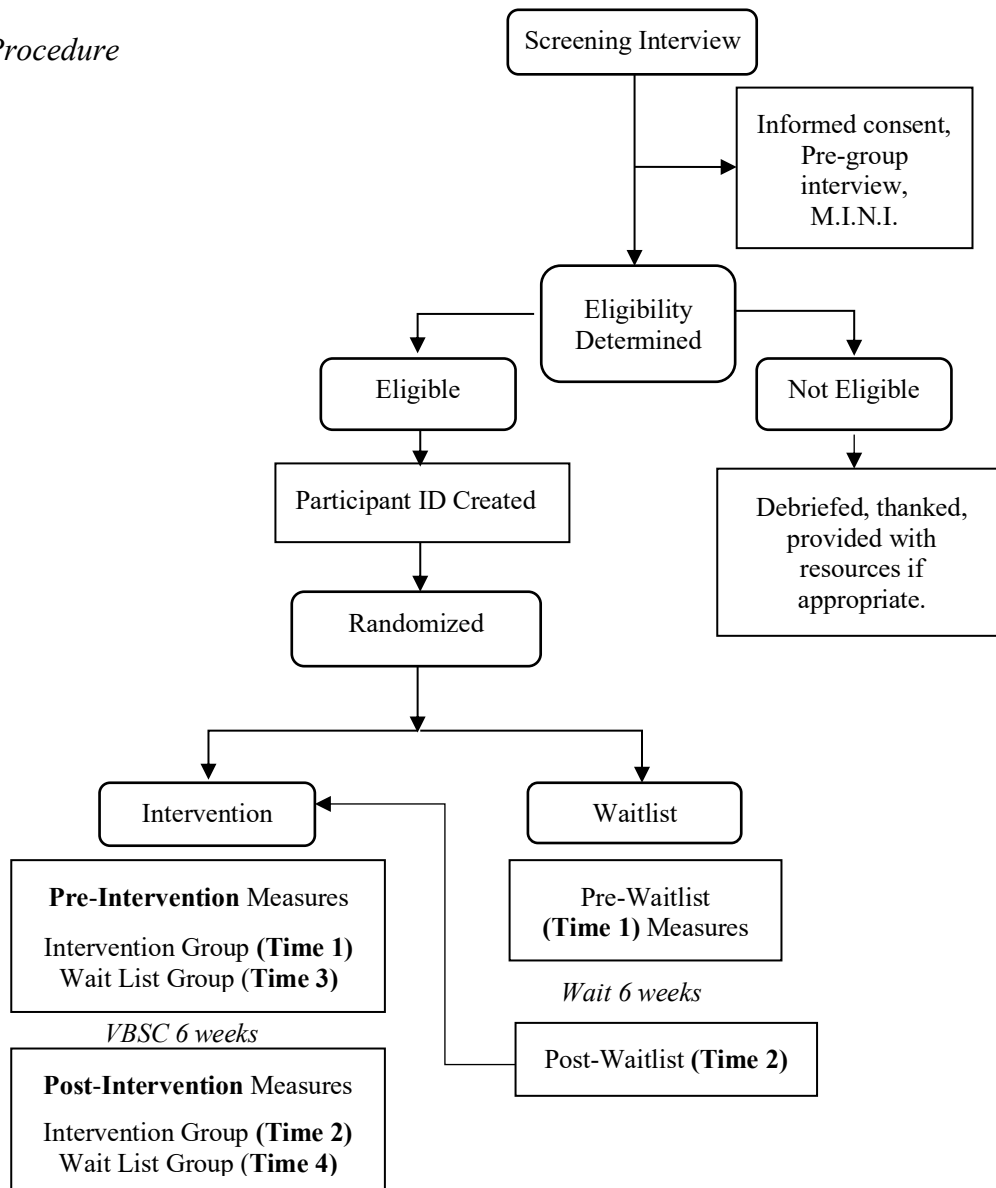 Procedure
Screening Interview
Informed consent,
Pre-group
interview,
M.I.N.I.
Eligibility
Determined
Eligible
Not Eligible
Participant ID Created
Debriefed, thanked,
provided with
resources if
appropriate.
Randomized
Intervention
Waitlist
Pre-Intervention Measures
Intervention Group (Time 1)
Wait List Group (Time 3)
Pre-Waitlist
(Time 1) Measures
VBSC 6 weeks
Wait 6 weeks
Post-Waitlist (Time 2)
Post-Intervention Measures
Intervention Group (Time 2)
Wait List Group (Time 4)